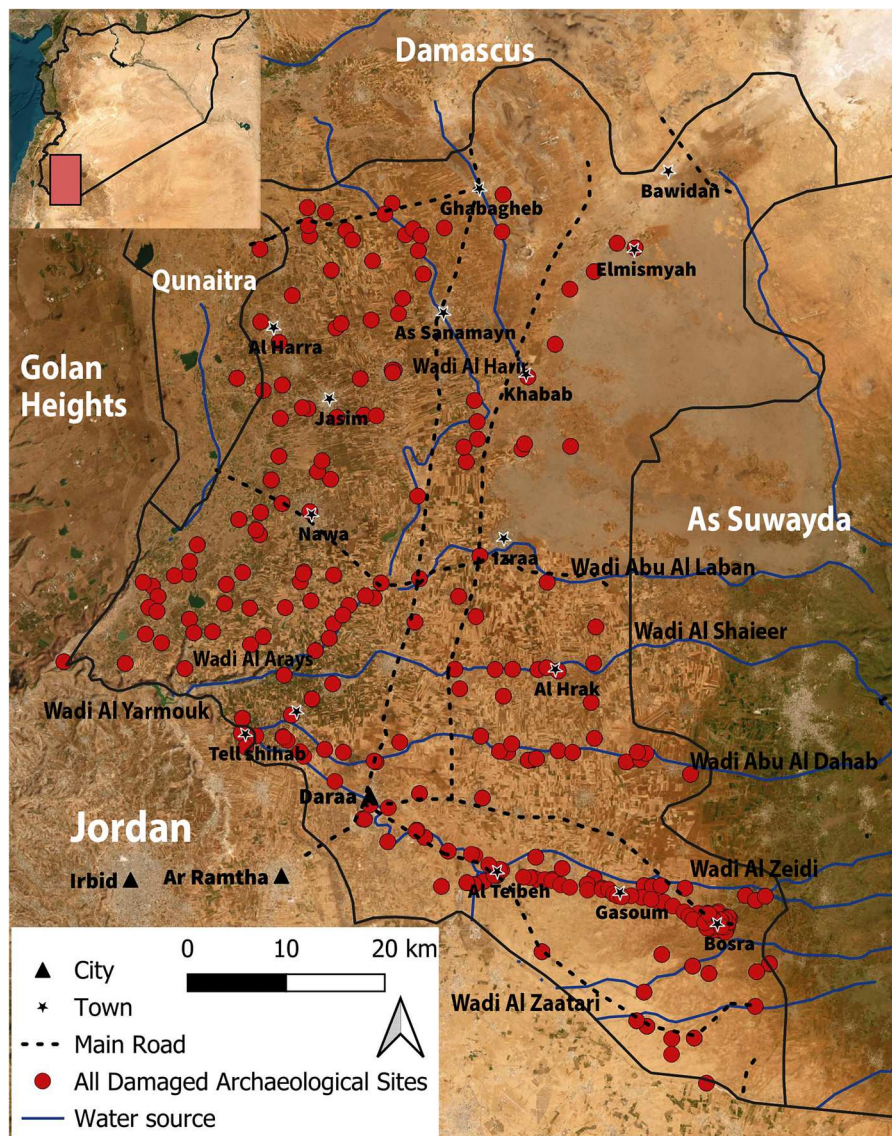 Damascus
Ghabagheb
Bawidan
Elmismyah
Qunaitra
As Sanamayn
Al Harra
Wadi Al Harir
Golan
Heights
Khabab
Jasim
As Suwayda
Nawa
Izraa
Wadi Abu Al Laban
Wadi Al Shaieer
Wadi Al Arays
Al Hrak
Wadi Al Yarmouk
Tell shihab
Wadi Abu Al Dahab
Daraa
Jordan
Wadi Al Zeidi
Irbid
Ar Ramtha
Al Teibeh
Gasoum
Bosra
Wadi Al Zaatari
0 10 20 km
City
Town
Main Road
All Damaged Archaeological Sites
Water source